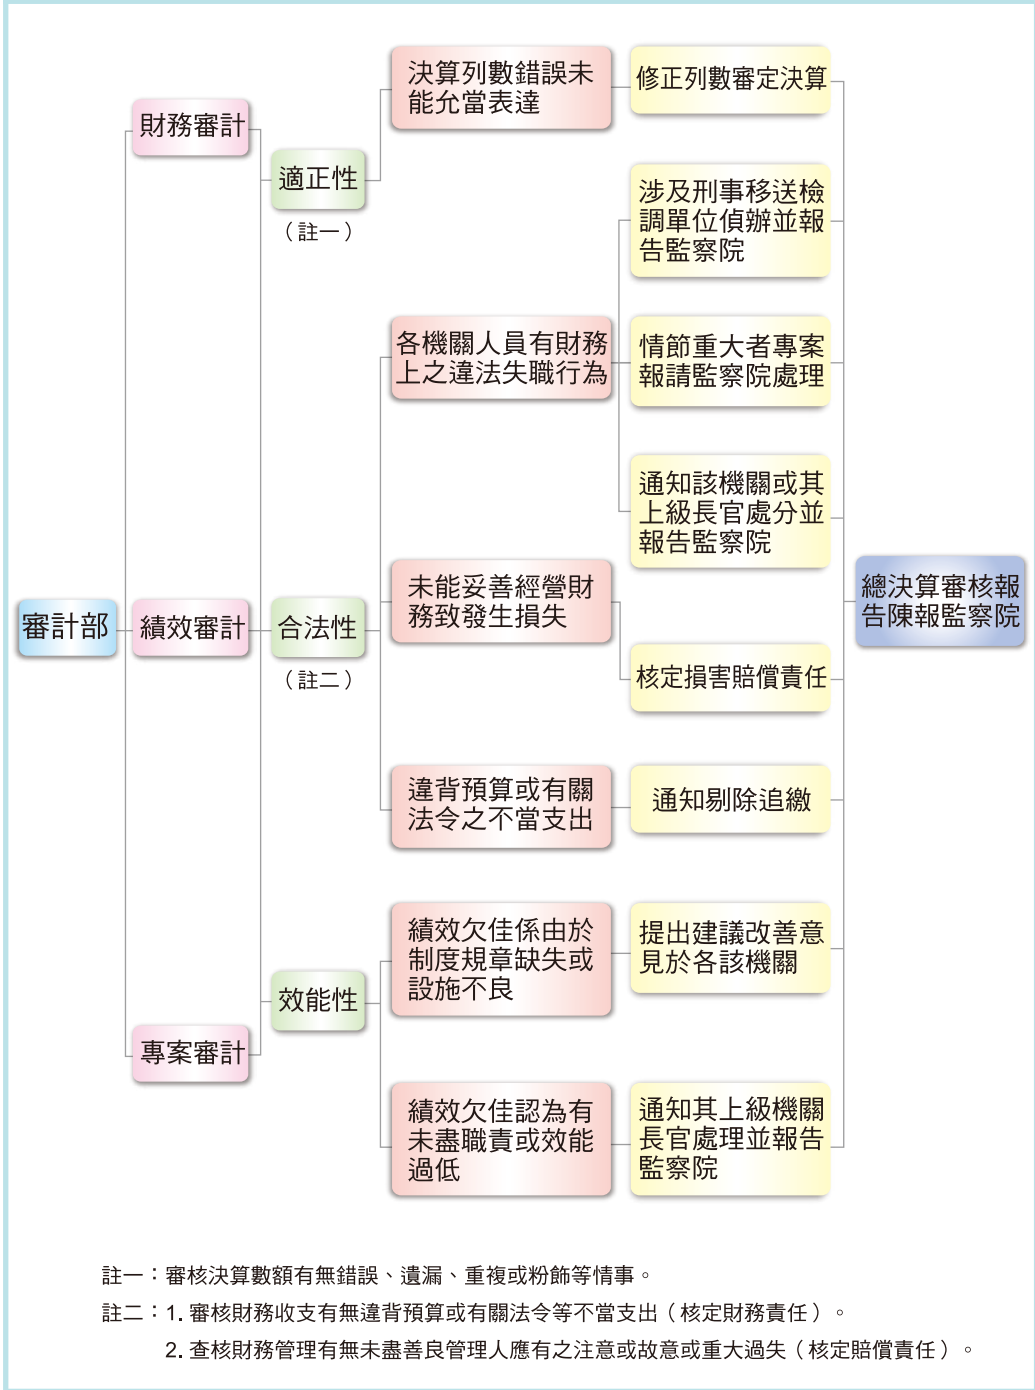 審計部
財務審計
績效審計
專案審計
適正性
（註一）
合法性
（註二）
效能性
決算列數錯誤未
能允當表達
各機關人員有財務
上之違法失職行為
未能妥善經營財
務致發生損失
違背預算或有關
法令之不當支出
績效欠佳係由於
制度規章缺失或
設施不良
績效欠佳認為有
未盡職責或效能
過低
修正列數審定決算
涉及刑事移送檢
調單位偵辦並報
告監察院
情節重大者專案
報請監察院處理
通知該機關或其
上級長官處分並
報告監察院
核定損害賠償責任
通知剔除追繳
提出建議改善意
見於各該機關
通知其上級機關
長官處理並報告
監察院
總決算審核報
告陳報監察院
註一：審核決算數額有無錯誤、遺漏、重複或粉飾等情事。
註二：1. 審核財務收支有無違背預算或有關法令等不當支出（核定財務責任）。
2. 查核財務管理有無未盡善良管理人應有之注意或故意或重大過失（核定賠償責任）。